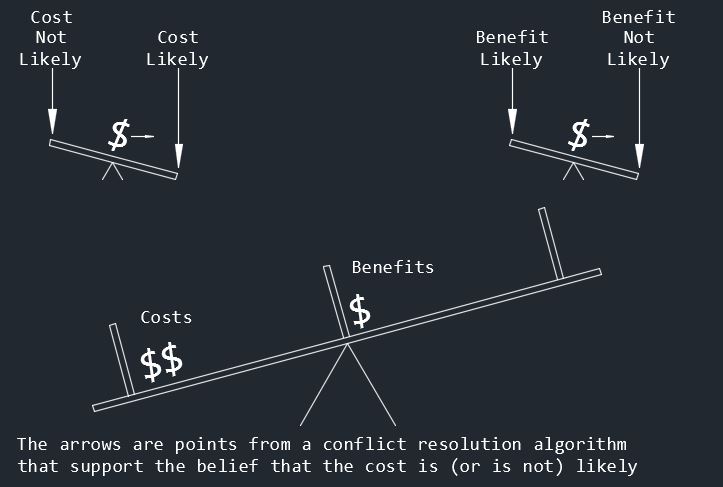 Cost
Not
Likely
Cost
Likely
Benefit
Likely
Benefit
Not
Likely
$
$
Benefits
$
Costs
$$
The arrows are points from a conflict resolution algorithm
that support the belief that the cost is (or is not) likely